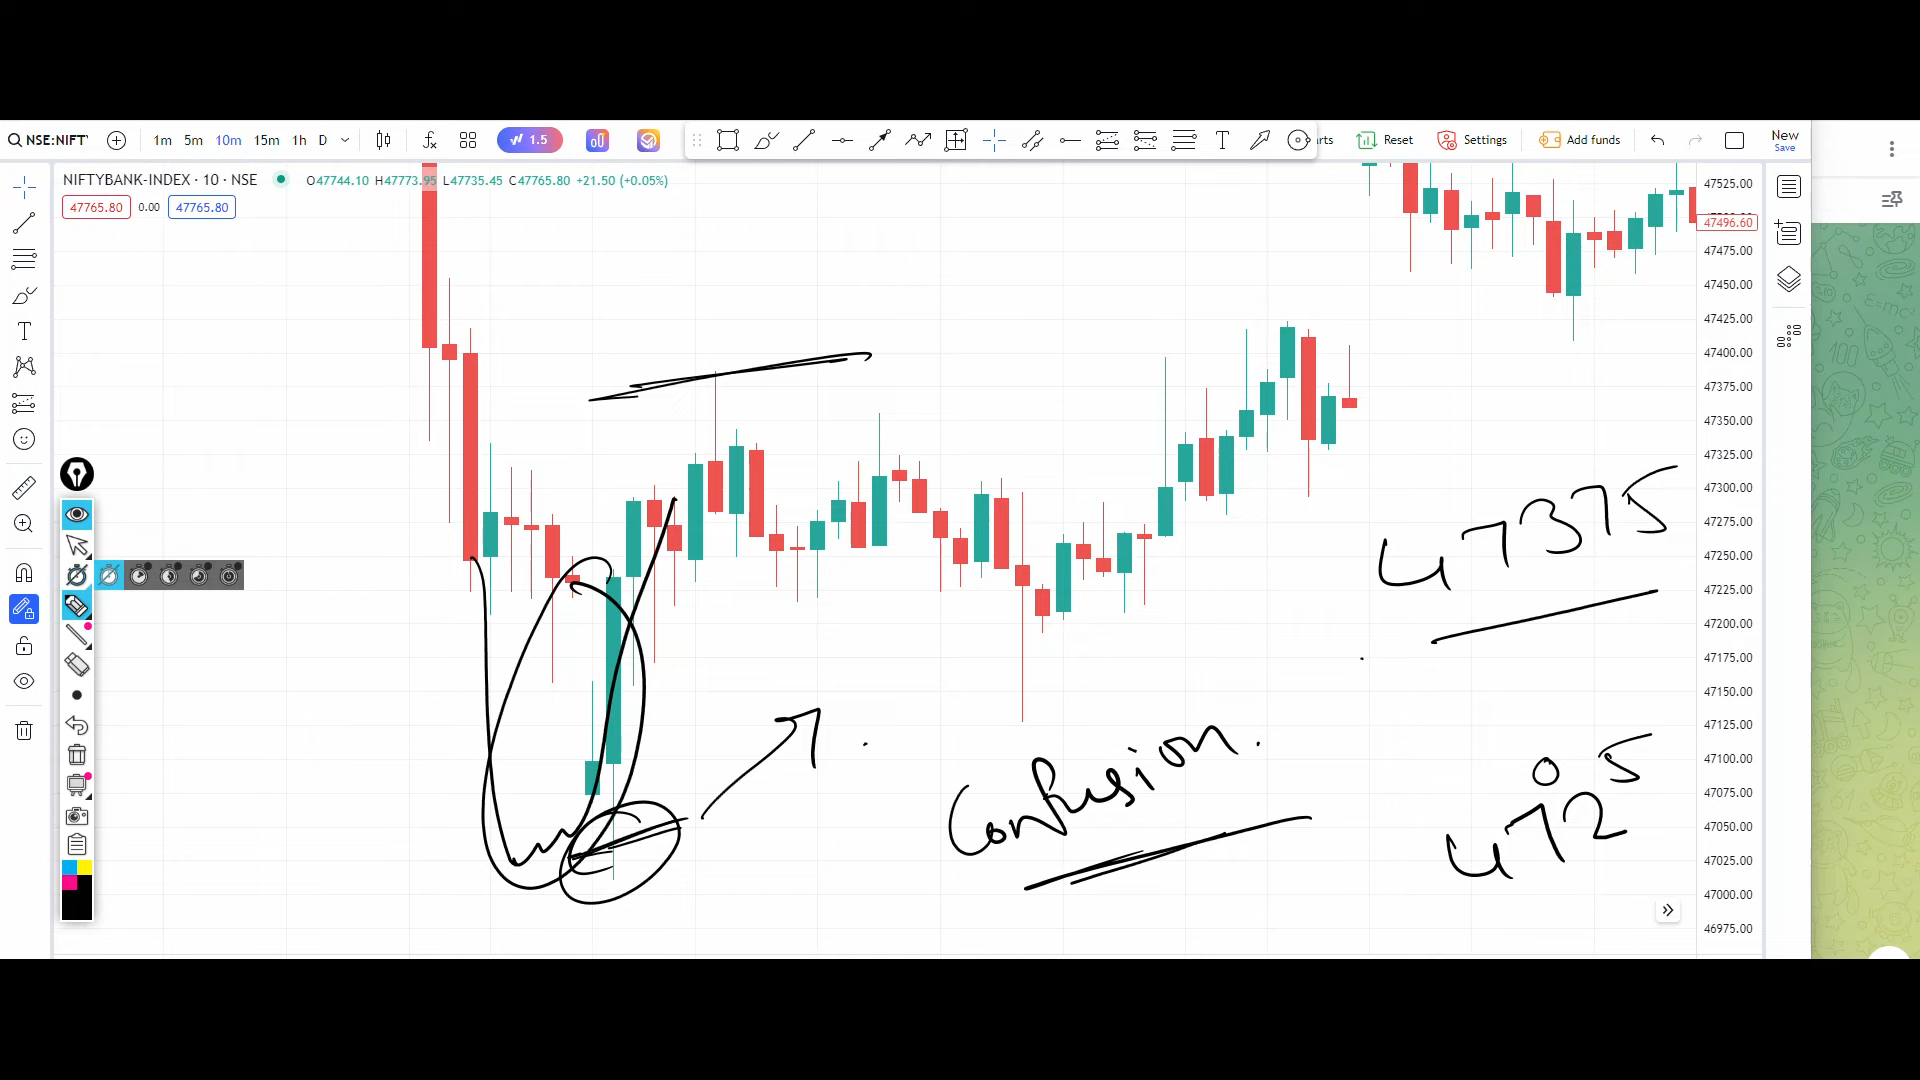 NSE:NIFTY
1m 5m 10m 15m 1h D
1.5
rts
Reset
Settings
Add funds
New
Save
NIFTYBANK-INDEX · 10 · NSE
O47744.10 H47773.95 L47735.45 C47765.80 +21.50 (+0.05%)
47765.80 0.00 47765.80
47525.00
47496.60
47475.00
47450.00
47425.00
47400.00
47375.00
47350.00
47325.00
47300.00
47275.00
47250.00
47225.00
47200.00
47175.00
47150.00
47125.00
47100.00
47075.00
47050.00
47025.00
47000.00
46975.00
47375
Confusion.
0 5
472